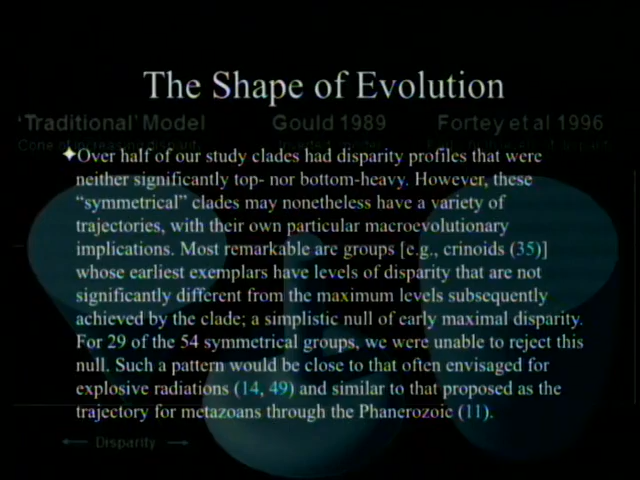 The Shape of Evolution
'Traditional' Model Gould 1989 Fortey et al 1996
Over half of our study clades had disparity profiles that were
neither significantly top- nor bottom-heavy. However, these
“symmetrical” clades may nonetheless have a variety of
trajectories, with their own particular macroevolutionary
implications. Most remarkable are groups [e.g., crinoids (35)]
whose earliest exemplars have levels of disparity that are not
significantly different from the maximum levels subsequently
achieved by the clade; a simplistic null of early maximal disparity.
For 29 of the 54 symmetrical groups, we were unable to reject this
null. Such a pattern would be close to that often envisaged for
explosive radiations (14, 49) and similar to that proposed as the
trajectory for metazoans through the Phanerozoic (11).
Disparity